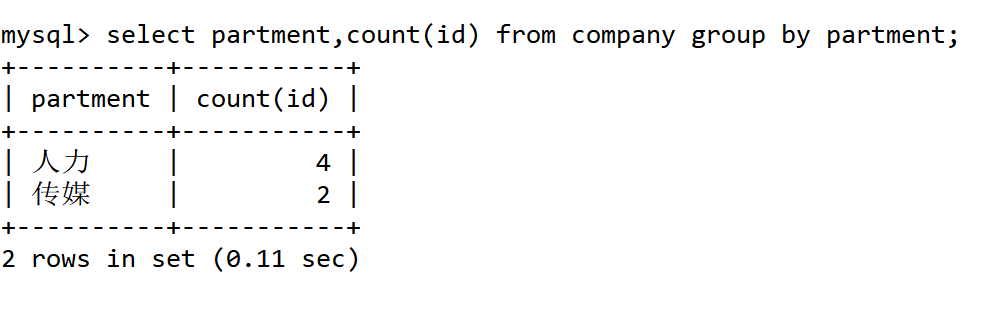 mysql> select partment,count(id) from company group by partment;
+----------+-----------+
| partment | count(id) |
+----------+-----------+
| 人力     |         4 |
| 传媒     |         2 |
+----------+-----------+
2 rows in set (0.11 sec)